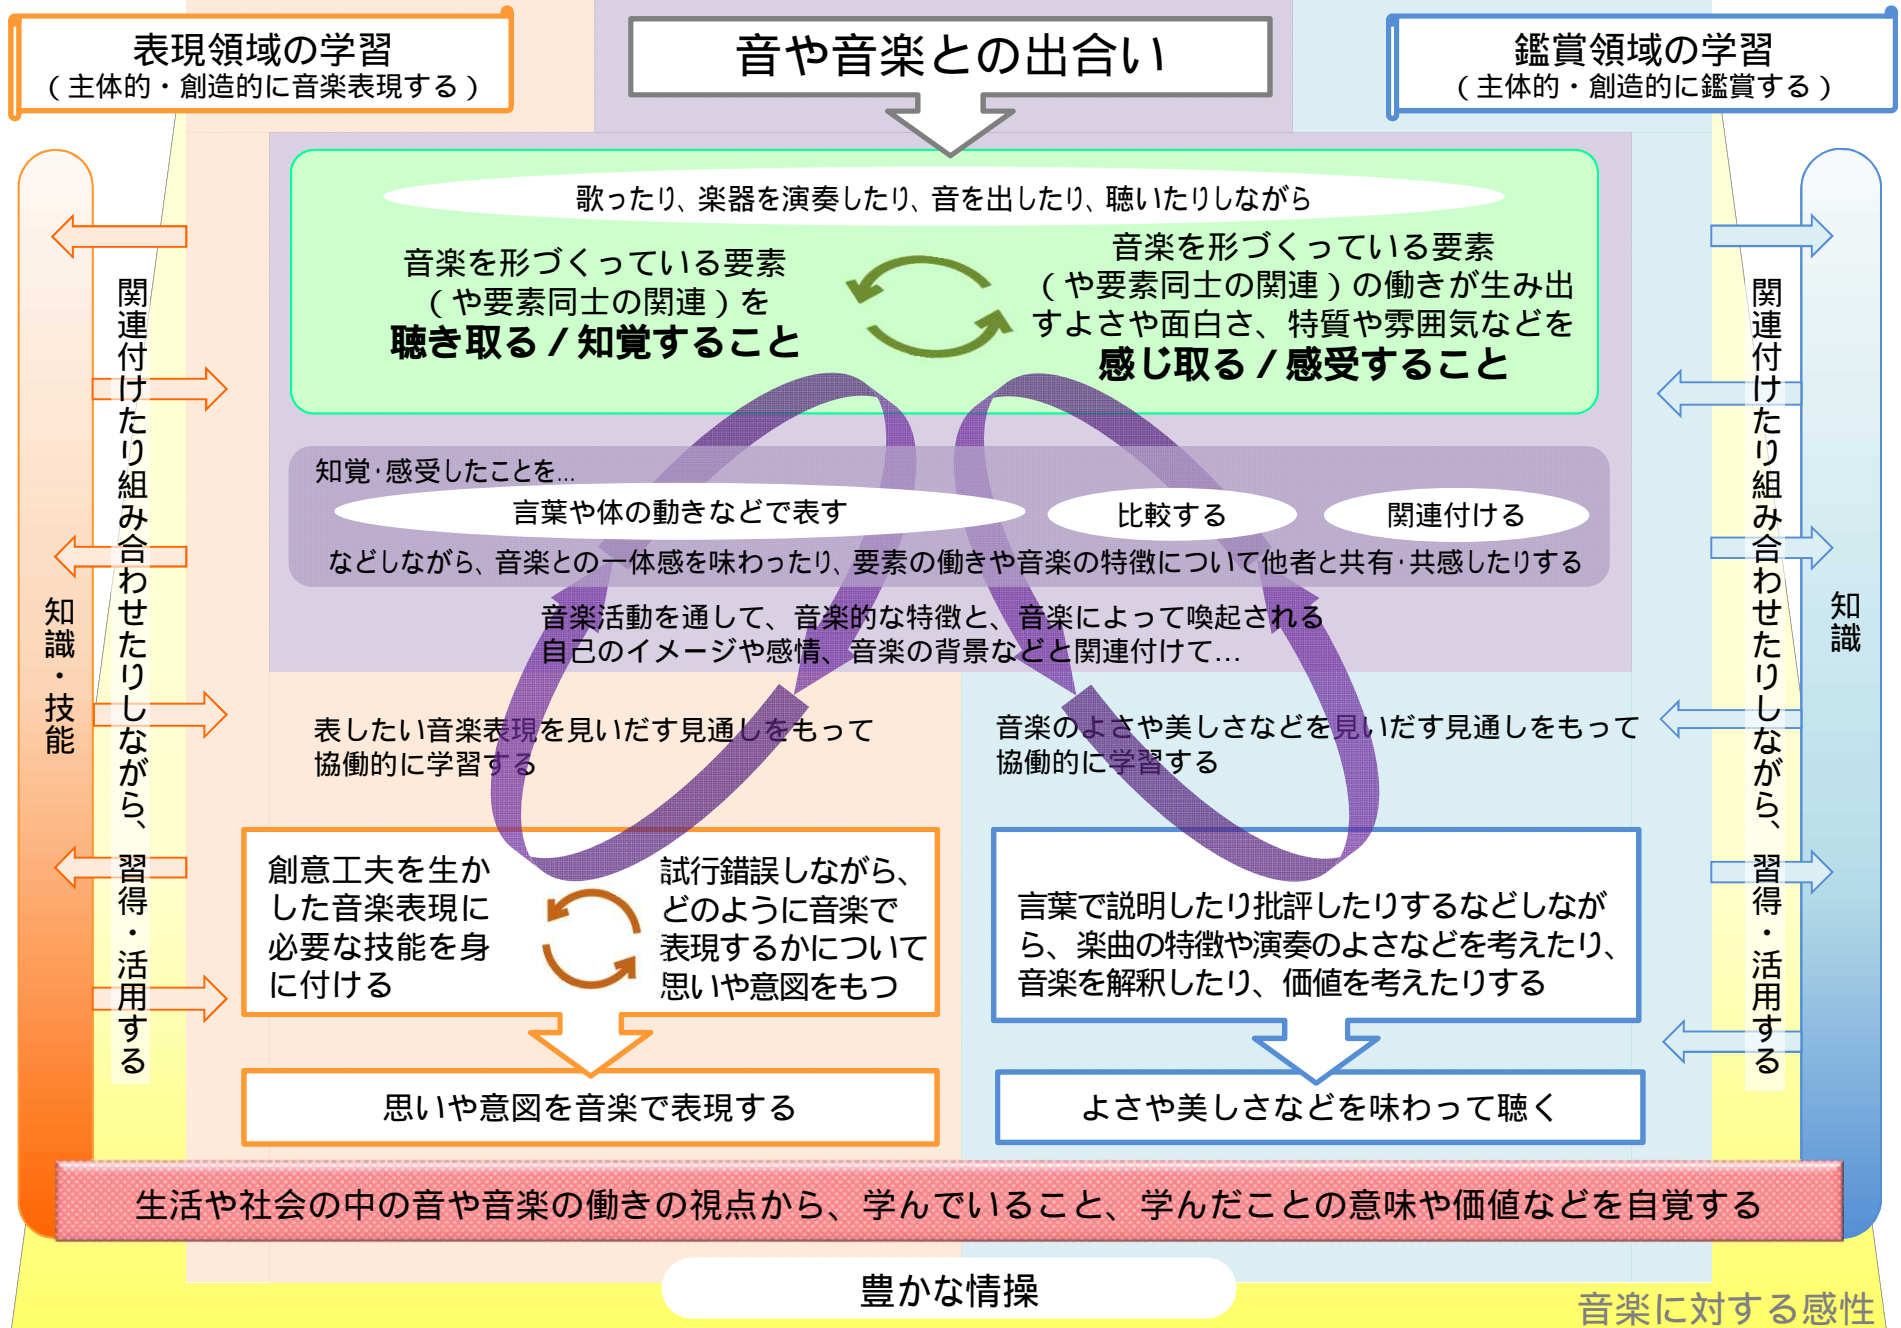 表現領域の学習
(主体的・創造的に音楽表現する)
音や音楽との出合い
鑑賞領域の学習
(主体的・創造的に鑑賞する)
歌ったり、楽器を演奏したり、音を出したり、聴いたりしながら
音楽を形づくっている要素
(や要素同士の関連)を
聴き取る/知覚すること
音楽を形づくっている要素
(や要素同士の関連)の働きが生み出
すよさや面白さ、特質や雰囲気などを
感じ取る/感受すること
知覚・感受したことを…
言葉や体の動きなどで表す
比較する
関連付ける
などしながら、音楽との一体感を味わったり、要素の働きや音楽の特徴について他者と共有・共感したりする
音楽活動を通して、音楽的な特徴と、音楽によって喚起される
自己のイメージや感情、音楽の背景などと関連付けて…
表したい音楽表現を見いだす見通しをもって
協働的に学習する
音楽のよさや美しさなどを見いだす見通しをもって
協働的に学習する
創意工夫を生か
した音楽表現に
必要な技能を身
に付ける
試行錯誤しながら、
どのように音楽で
表現するかについて
思いや意図をもつ
言葉で説明したり批評したりするなどしなが
ら、楽曲の特徴や演奏のよさなどを考えたり、
音楽を解釈したり、価値を考えたりする
思いや意図を音楽で表現する
よさや美しさなどを味わって聴く
知識・技能
関連付けたり組み合わせたりしながら、習得・活用する
関連付けたり組み合わせたりしながら、習得・活用する
知識
生活や社会の中の音や音楽の働きの視点から、学んでいること、学んだことの意味や価値などを自覚する
豊かな情操
音楽に対する感性